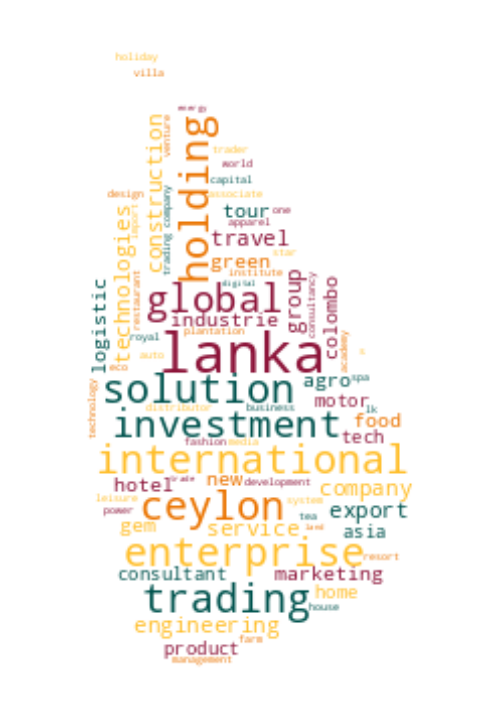 holiday
villa
energy
holding
construction
venture
trader
world
capital
associate
design
import
trading company
tour one
apparel
travel
technologies
restaurant
green
star
institute
digital
logistic
global
group
consultancy
colombo
industrie
plantation
royal
lanka
academy
auto
s
eco
solution
agro spa
technology
motor
distributor
business
lk
investment
food
tech
fashion media
international
hotel trade
new development
company
leisure
ceylon
system
power
export
gem
service
tea
land
asia
enterprise
resort
consultant
marketing
trading
home
house
engineering
farm
product
management